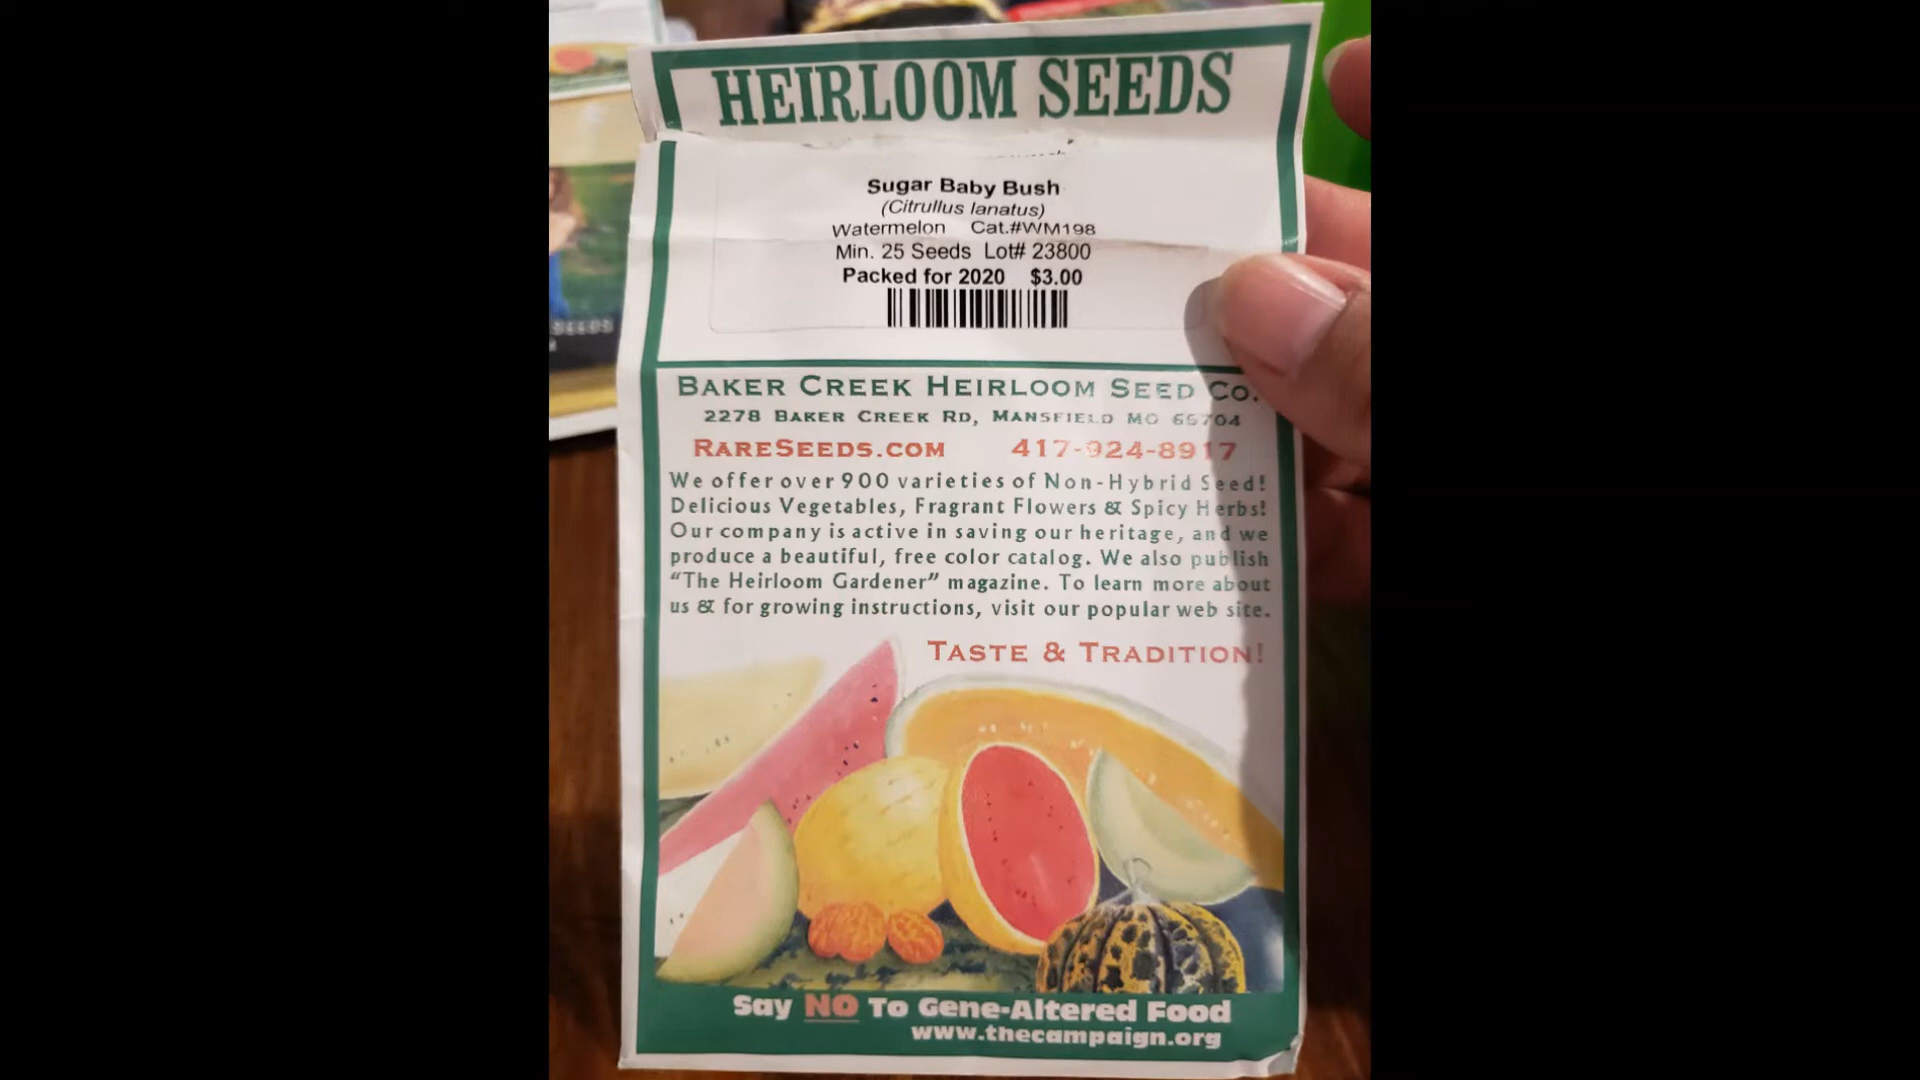 HEIRLOOM SEEDS
Sugar Baby Bush
(Citrullus lanatus)
Watermelon Cat.#WM198
Min. 25 Seeds Lot# 23800
Packed for 2020 $3.00
BAKER CREEK HEIRLOOM SEED CO.
2278 BAKER CREEK RD, MANSFIELD MO 65704
RARESEEDS.COM 417-924-8917
We offer over 900 varieties of Non-Hybrid Seed!
Delicious Vegetables, Fragrant Flowers & Spicy Herbs!
Our company is active in saving our heritage, and we
produce a beautiful, free color catalog. We also publish
"The Heirloom Gardener" magazine. To learn more about
us & for growing instructions, visit our popular web site.
TASTE & TRADITION!
Say NO To Gene-Altered Food
www.thecampaign.org
SEEDS